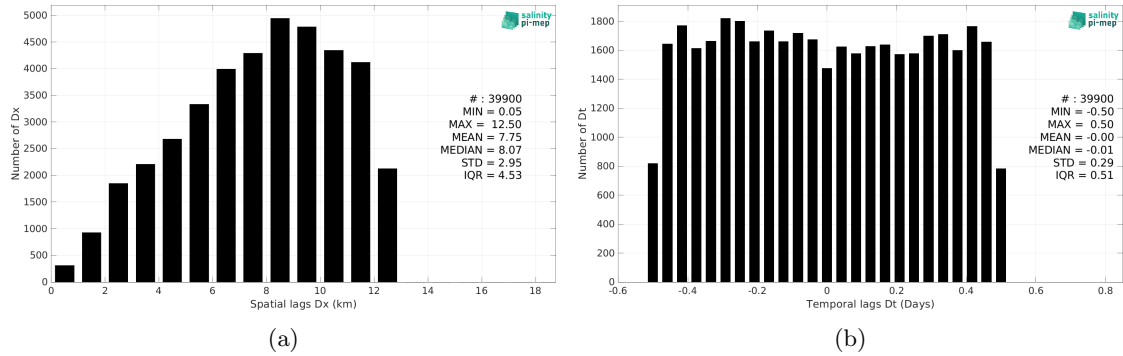 salinity
pi-mep
# : 39900
MIN = 0.05
MAX = 12.50
MEAN = 7.75
MEDIAN = 8.07
STD = 2.95
IQR = 4.53
Number of Dx
5000
4500
4000
3500
3000
2500
2000
1500
1000
500
0
0 2 4 6 8 10 12 14 16 18
Spatial lags Dx (km)
(a)
salinity
pi-mep
# : 39900
MIN = -0.50
MAX = 0.50
MEAN = -0.00
MEDIAN = -0.01
STD = 0.29
IQR = 0.51
Number of Dt
1800
1600
1400
1200
1000
800
600
400
200
0
-0.6 -0.4 -0.2 0 0.2 0.4 0.6 0.8
Temporal lags Dt (Days)
(b)